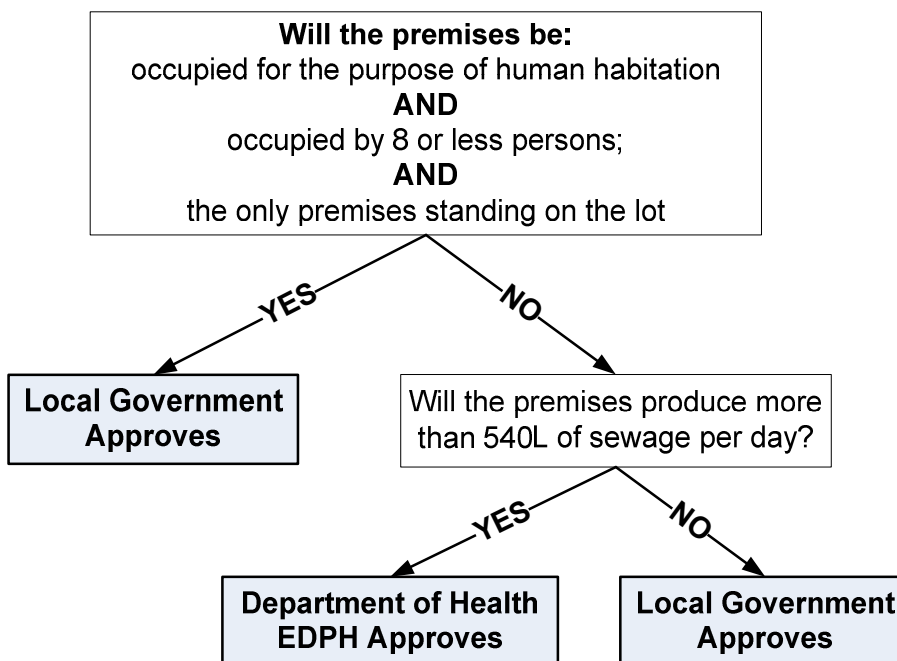 Will the premises be:
occupied for the purpose of human habitation
AND
occupied by 8 or less persons;
AND
the only premises standing on the lot
YES
NO
Local Government
Approves
Will the premises produce more
than 540L of sewage per day?
YES
NO
Department of Health
EDPH Approves
Local Government
Approves